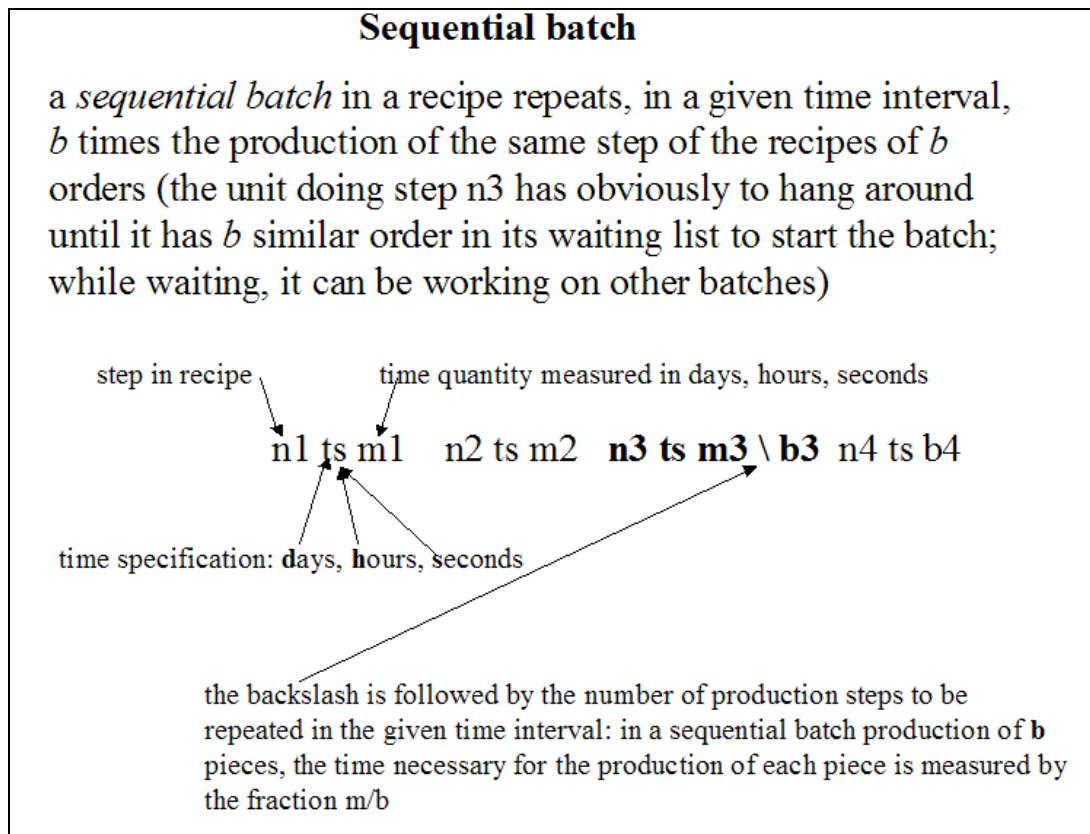 Sequential batch
a sequential batch in a recipe repeats, in a given time interval,
b times the production of the same step of the recipes of b
orders (the unit doing step n3 has obviously to hang around
until it has b similar order in its waiting list to start the batch;
while waiting, it can be working on other batches)
step in recipe
time quantity measured in days, hours, seconds
n1 ts m1 n2 ts m2 n3 ts m3 \ b3 n4 ts b4
time specification: days, hours, seconds
the backslash is followed by the number of production steps to be
repeated in the given time interval: in a sequential batch production of b
pieces, the time necessary for the production of each piece is measured by
the fraction m/b